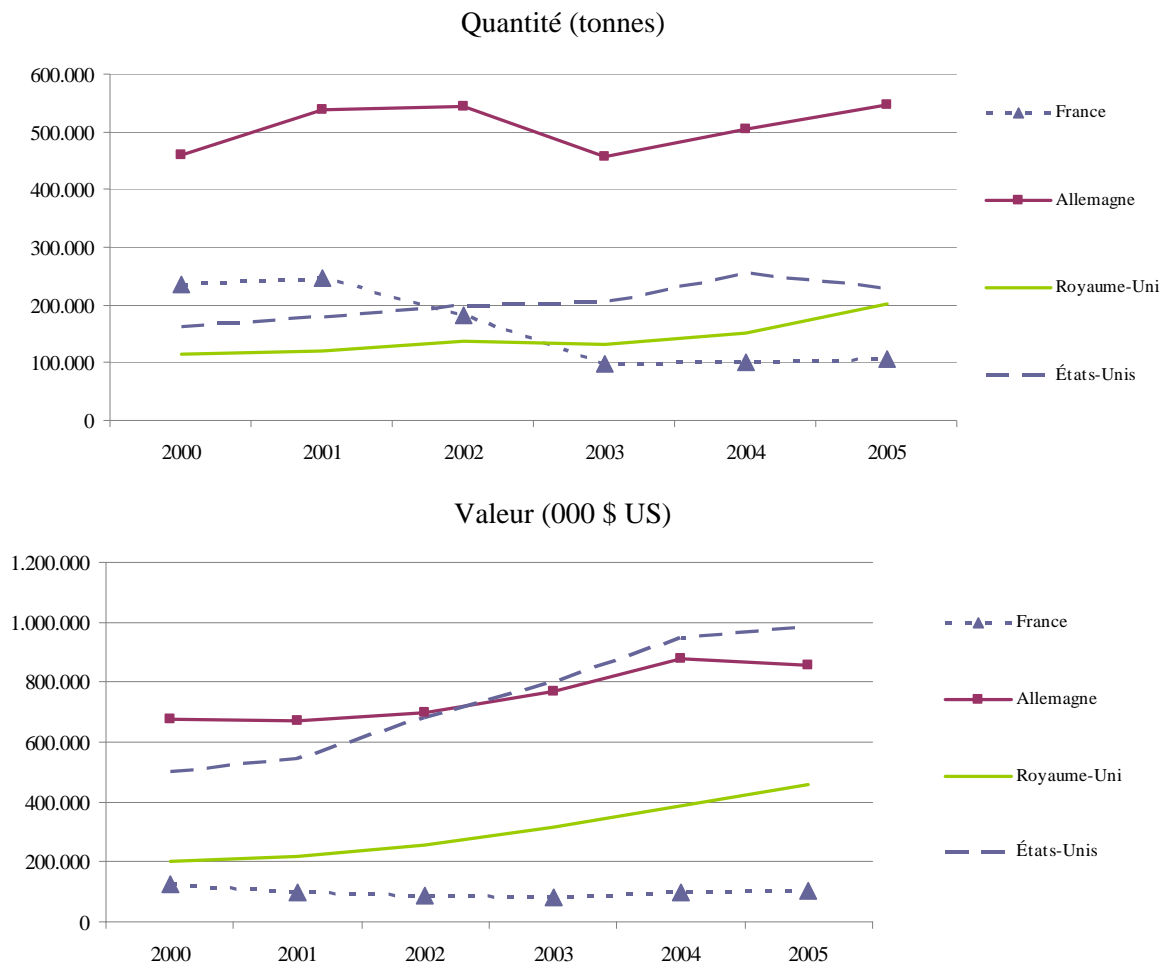 Quantité (tonnes)
600.000
500.000
400.000
300.000
200.000
100.000
0
2000 2001 2002 2003 2004 2005
France
Allemagne
Royaume-Uni
États-Unis
Valeur (000 $ US)
1.200.000
1.000.000
800.000
600.000
400.000
200.000
0
2000 2001 2002 2003 2004 2005
France
Allemagne
Royaume-Uni
États-Unis